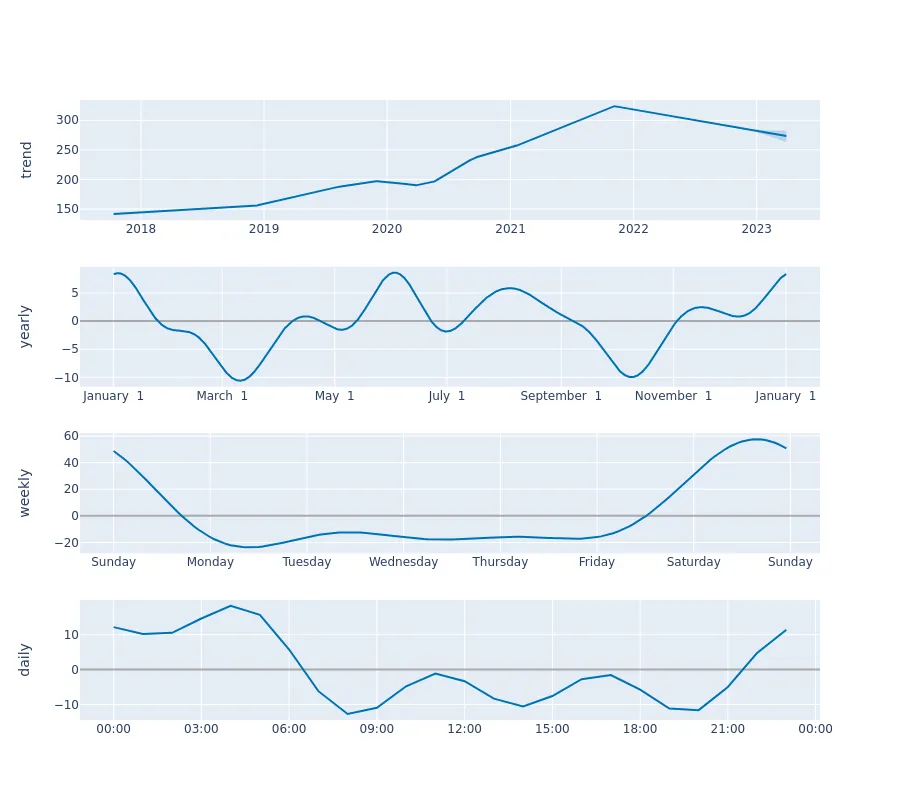 trend
300
250
200
150
2018 2019 2020 2021 2022 2023
yearly
5
0
−5
−10
January 1 March 1 May 1 July 1 September 1 November 1 January 1
weekly
60
40
20
0
−20
Sunday Monday Tuesday Wednesday Thursday Friday Saturday Sunday
daily
10
0
−10
00:00 03:00 06:00 09:00 12:00 15:00 18:00 21:00 00:00